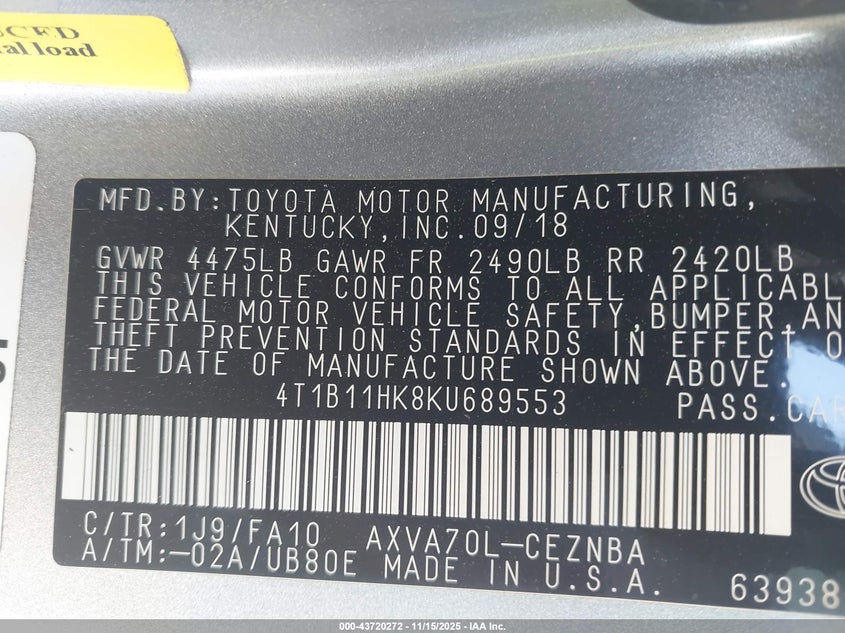 al load
MFD.BY:TOYOTA MOTOR MANUFACTURING,
KENTUCKY,INC.09/18
GVWR 4475LB GAWR FR 2490LB RR 2420LB
THIS VEHICLE CONFORMS TO ALL APPLICABL
FEDERAL MOTOR VEHICLE SAFETY,BUMPER,AN
THEFT PREVENTION STANDARDS IN EFFECT O
THE DATE OF MANUFACTURE SHOWN ABOVE.
4T1B11HK8KU689553 PASS.CAR
C/TR:1J9/FA10 AXVA70L-CEZNBA
A/TM:-02A/UB80E MADE IN U.S.A. 63938
000-43720272 - 11/15/2025 - IAA Inc.